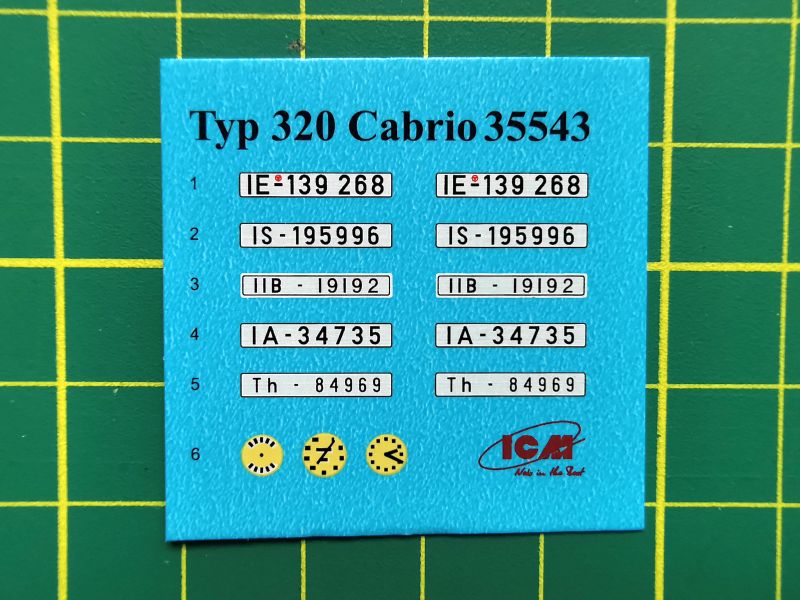 Typ 320 Cabrio 35543
1 IE-139 268 IE-139 268
2 IS-195996 IS-195996
3 IIB - 19192 IIB - 19192
4 IA-34735 IA-34735
5 Th - 84969 Th - 84969
6 ICM